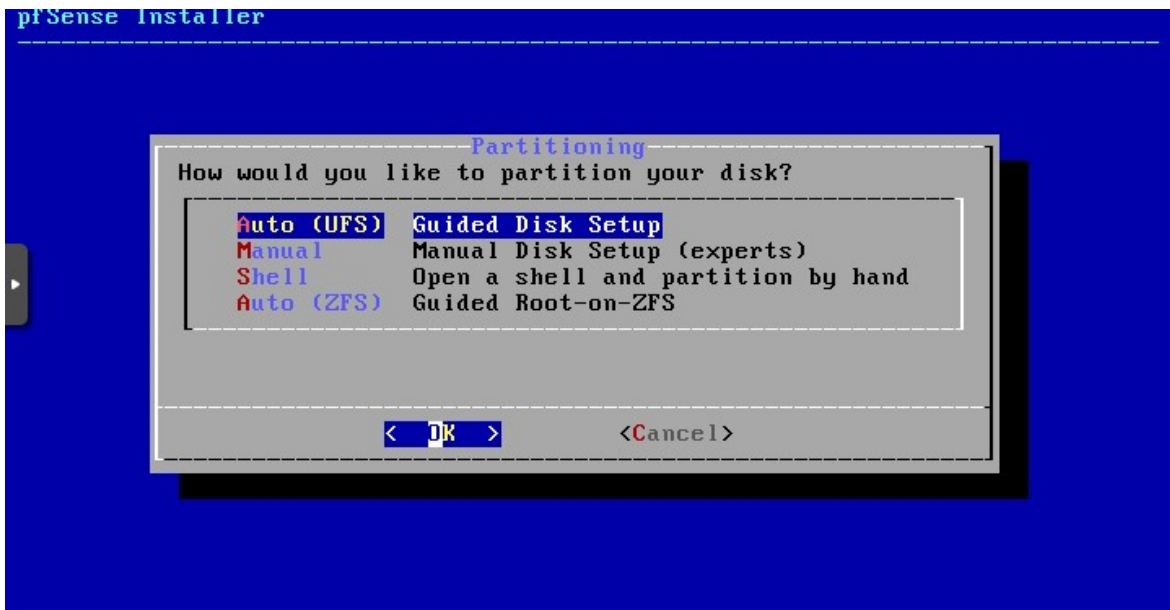 pfSense Installer
Partitioning
How would you like to partition your disk?
Auto (UFS) Guided Disk Setup
Manual Manual Disk Setup (experts)
Shell Open a shell and partition by hand
Auto (ZFS) Guided Root-on-ZFS
< OK > <Cancel>